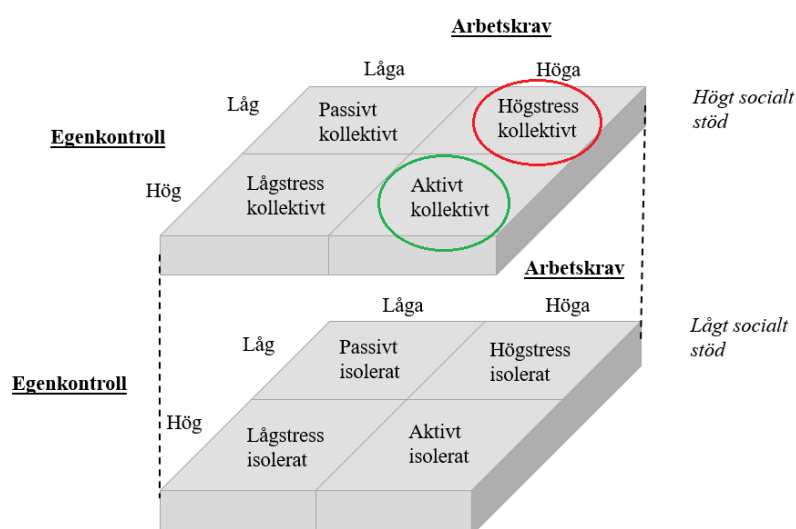 Arbetskrav
Låga
Höga
Högt socialt
stöd
Låg
Passivt
kollektivt
Högstress
kollektivt
Egenkontroll
Hög
Lågstress
kollektivt
Aktivt
kollektivt
Arbetskrav
Låga
Höga
Lågt socialt
stöd
Låg
Passivt
isolerat
Högstress
isolerat
Egenkontroll
Hög
Lågstress
isolerat
Aktivt
isolerat